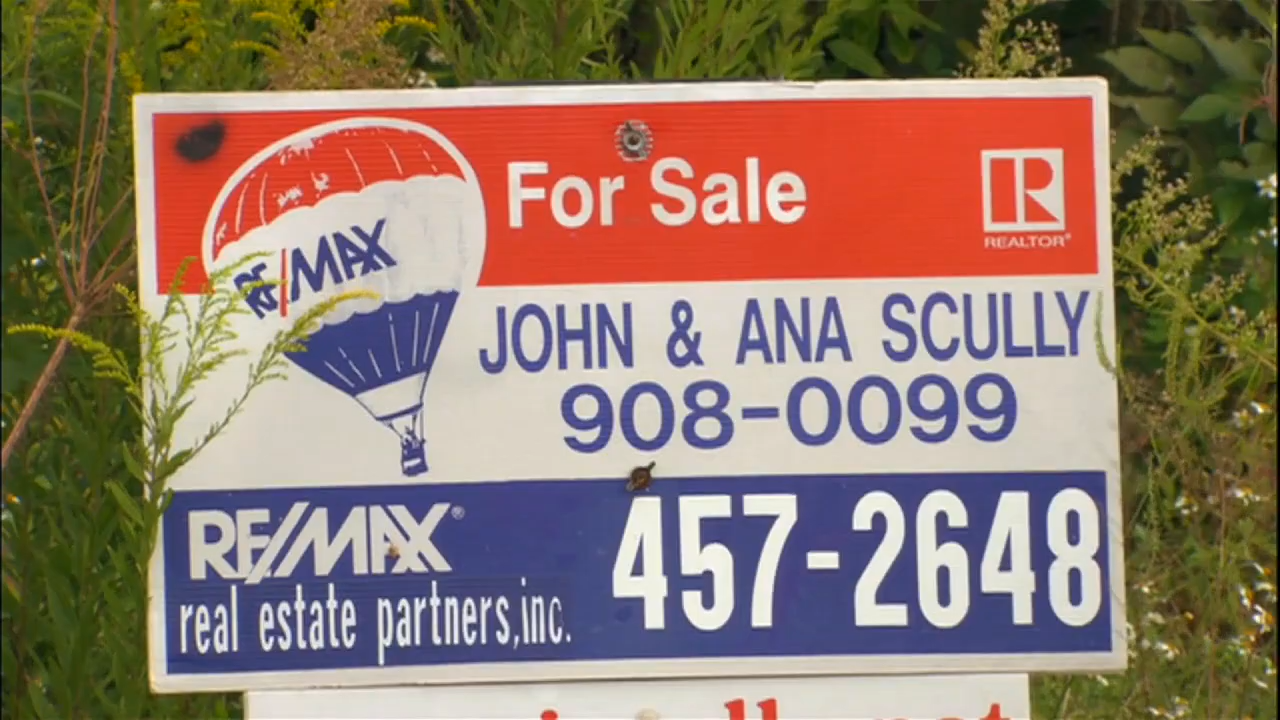 For Sale
REALTOR®
RE/MAX
JOHN & ANA SCULLY
908-0099
RE/MAX®
457-2648
real estate partners,inc.